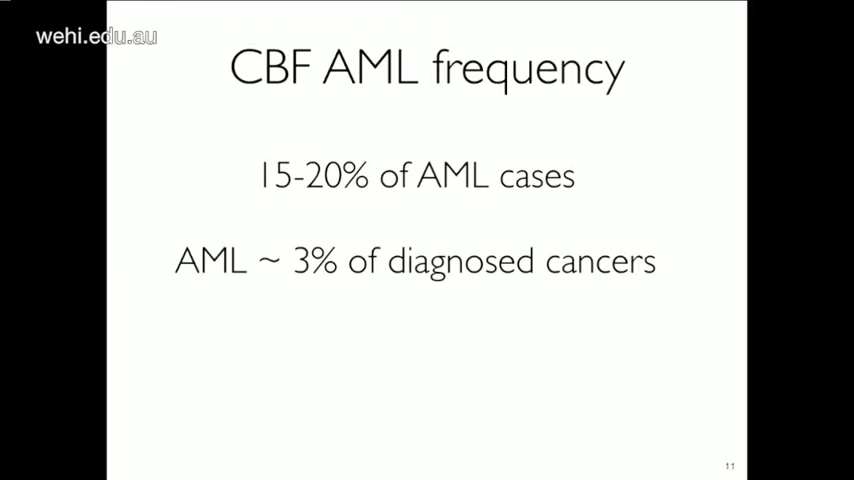 wehi.edu.au
CBF AML frequency
15-20% of AML cases
AML ~ 3% of diagnosed cancers
11